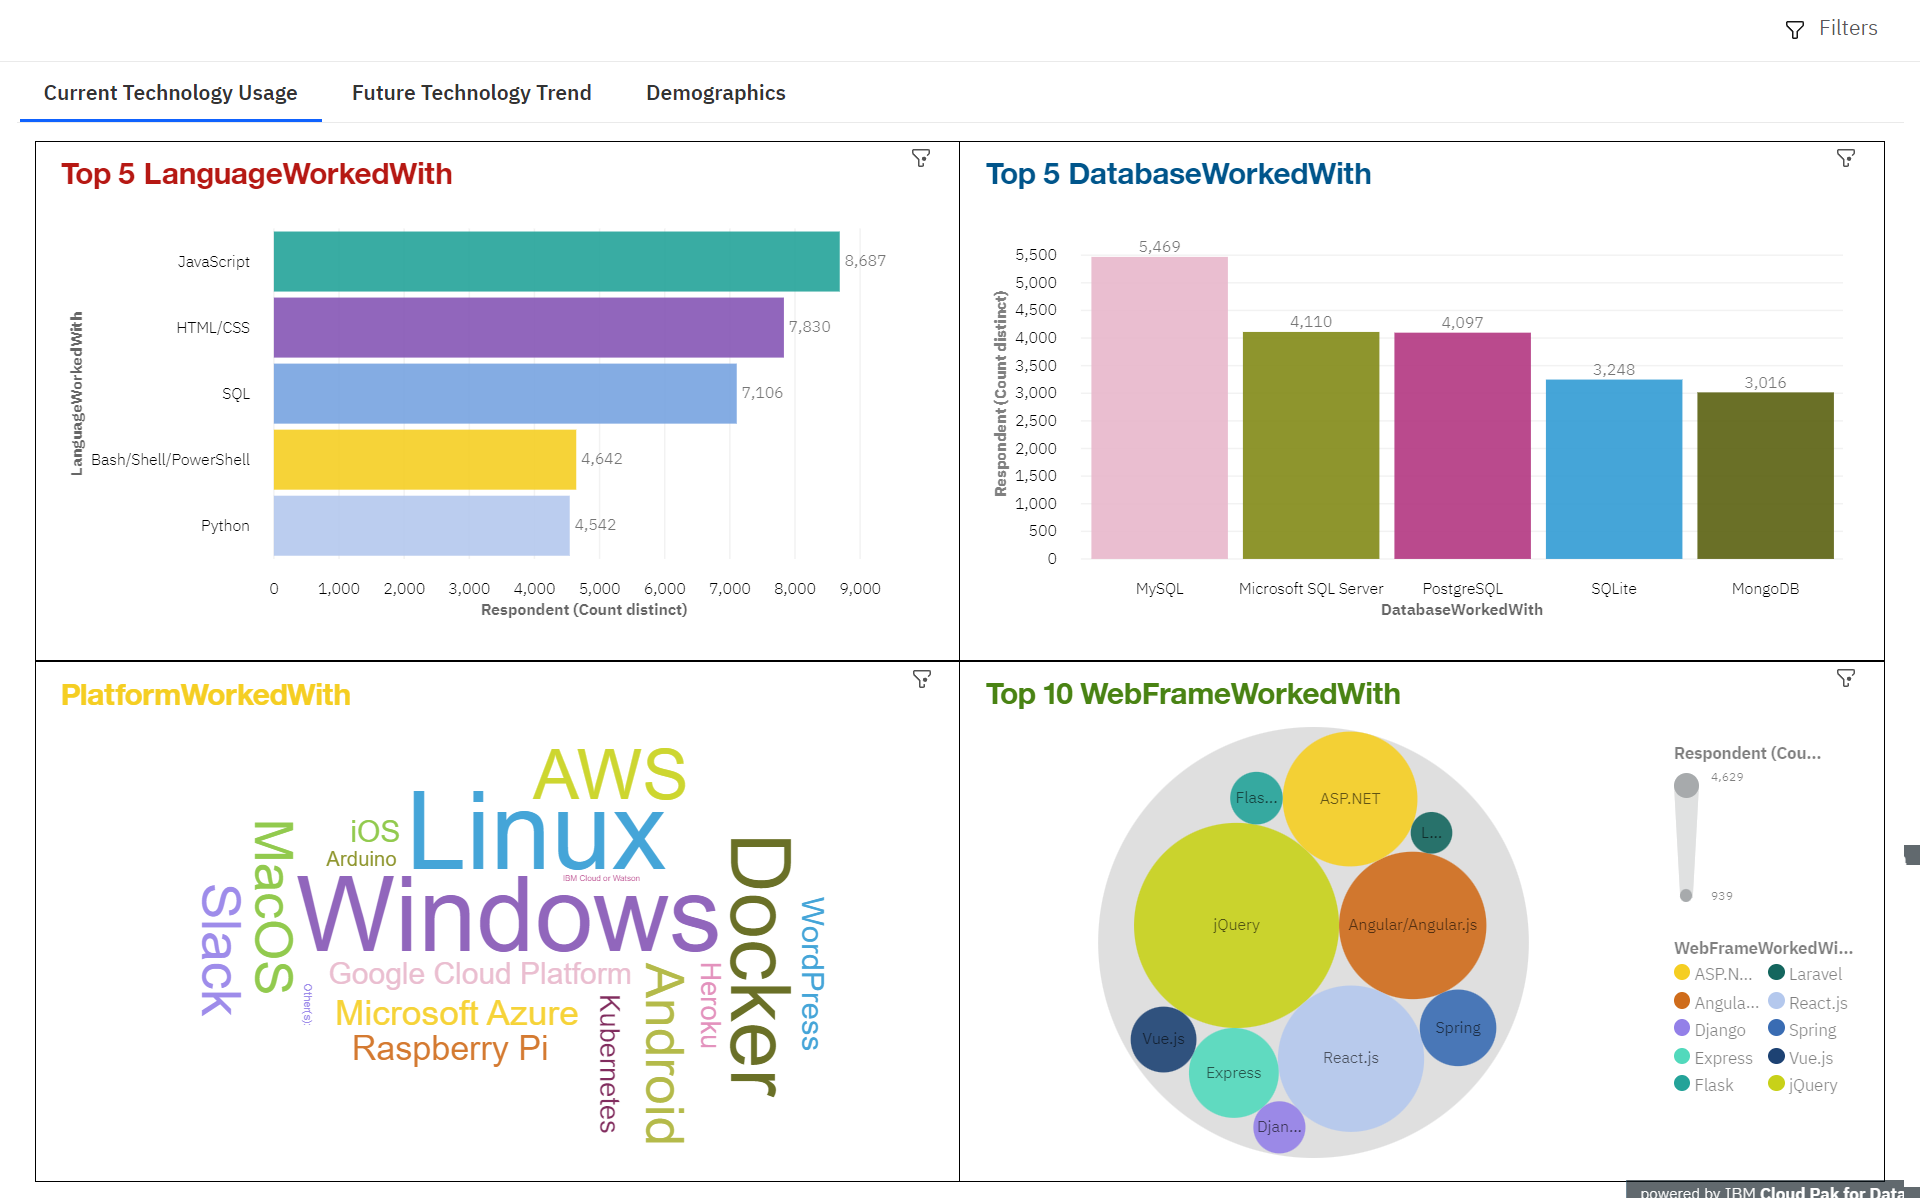 Filters
Current Technology Usage
Future Technology Trend
Demographics
Top 5 LanguageWorkedWith
LanguageWorkedWith
JavaScript
8,687
HTML/CSS
7,830
SQL
7,106
Bash/Shell/PowerShell
4,642
Python
4,542
0 1,000 2,000 3,000 4,000 5,000 6,000 7,000 8,000 9,000
Respondent (Count distinct)
Top 5 DatabaseWorkedWith
Respondent (Count distinct)
5,500
5,000
4,500
4,000
3,500
3,000
2,500
2,000
1,500
1,000
500
0
5,469
4,110
4,097
3,248
3,016
MySQL Microsoft SQL Server PostgreSQL SQLite MongoDB
DatabaseWorkedWith
PlatformWorkedWith
AWS
Linux
iOS
Arduino
MacOS
Slack
IBM Cloud or Watson
Windows
Docker
WordPress
Google Cloud Platform
Other(s):
Microsoft Azure
Raspberry Pi
Kubernetes
Android
Heroku
Top 10 WebFrameWorkedWith
ASP.NET
Flas...
L...
jQuery
Angular/Angular.js
Vue.js
Spring
Express
React.js
Djan...
Respondent (Cou...
4,629
939
WebFrameWorkedWi...
ASP.N... Laravel
Angula... React.js
Django Spring
Express Vue.js
Flask jQuery
powered by IBM Cloud Pak for Data